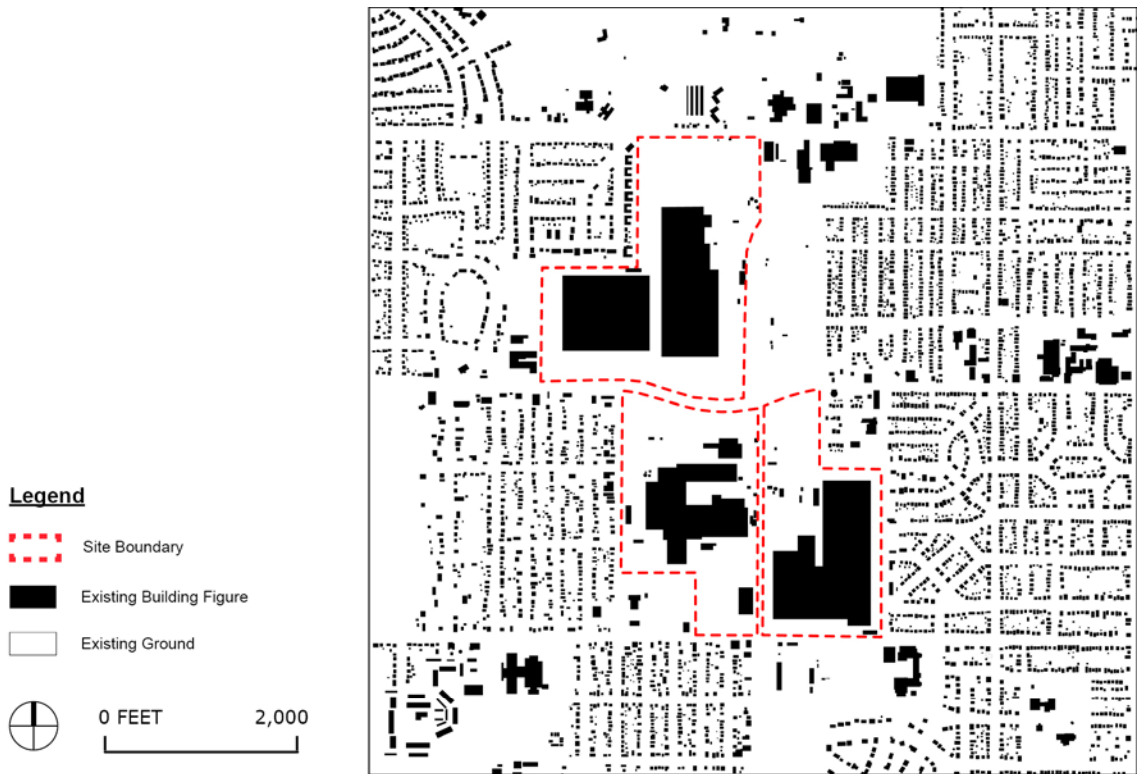 Legend
Site Boundary
Existing Building Figure
Existing Ground
0 FEET 2,000